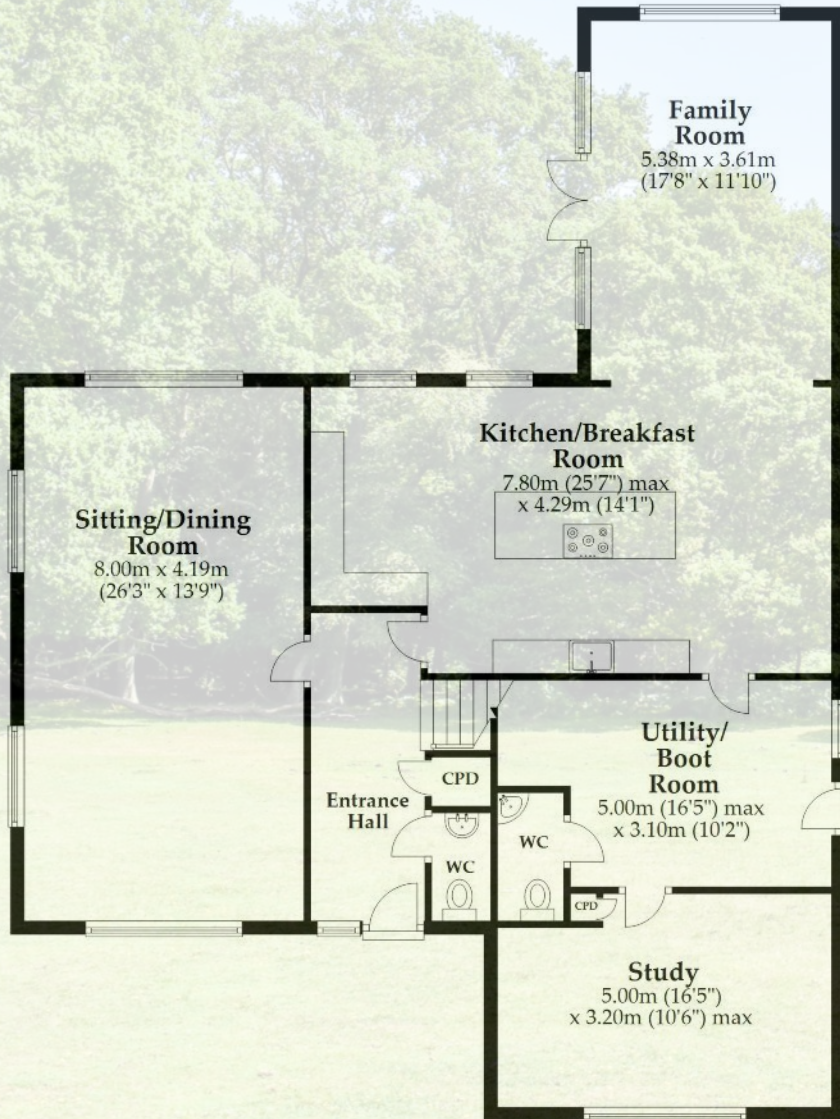 Family
Room
5.38m x 3.61m
(17'8" x 11'10")
Kitchen/Breakfast
Room
7.80m (25'7") max
x 4.29m (14'1")
Sitting/Dining
Room
8.00m x 4.19m
(26'3" x 13'9")
Utility/
Boot
Room
5.00m (16'5") max
x 3.10m (10'2")
CPD
Entrance
Hall
WC
WC
CPD
Study
5.00m (16'5")
x 3.20m (10'6") max